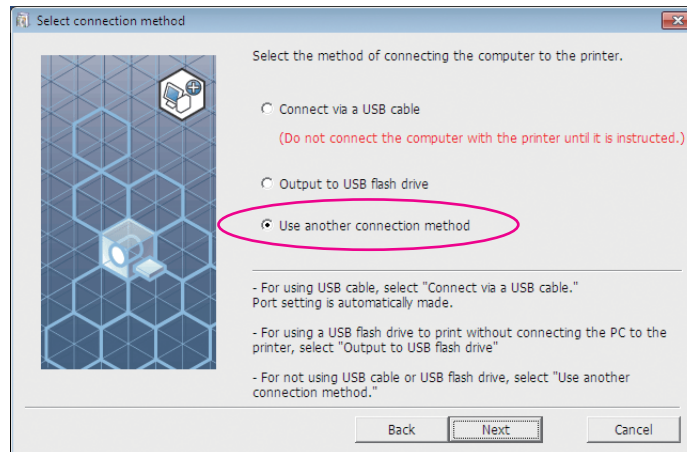 Select connection method
Select the method of connecting the computer to the printer.
Connect via a USB cable
(Do not connect the computer with the printer until it is instructed.)
Output to USB flash drive
Use another connection method
- For using USB cable, select "Connect via a USB cable."
Port setting is automatically made.
- For using a USB flash drive to print without connecting the PC to the
printer, select "Output to USB flash drive"
- For not using USB cable or USB flash drive, select "Use another
connection method."
Back
Next
Cancel